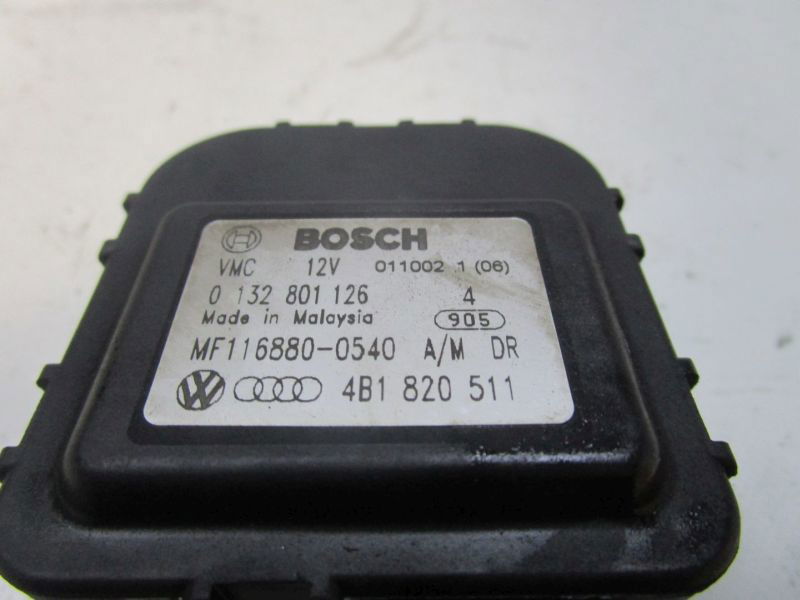 BOSCH
VMC 12V 011002 1 (06)
0 132 801 126 4
Made in Malaysia 905
MF116880-0540 A/M DR
4B1 820 511